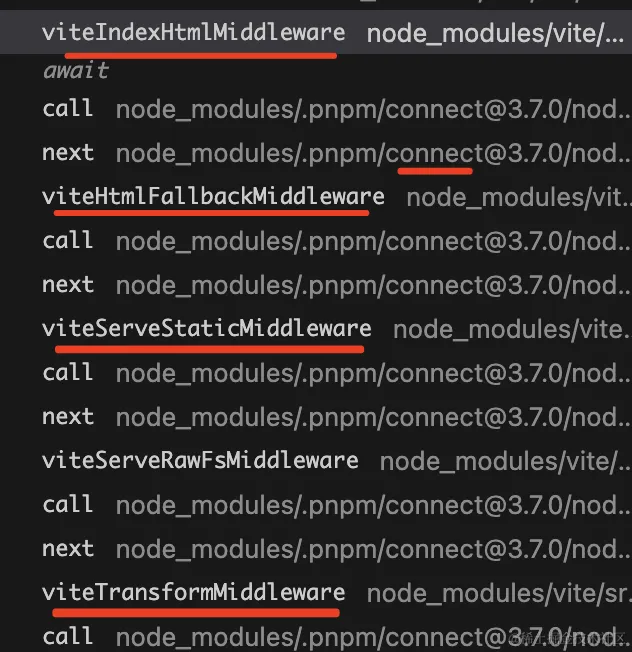 viteIndexHtmlMiddleware node_modules/vite/...
await
call node_modules/.pnpm/connect@3.7.0/nod...
next node_modules/.pnpm/connect@3.7.0/nod...
viteHtmlFallbackMiddleware node_modules/vit...
call node_modules/.pnpm/connect@3.7.0/nod...
next node_modules/.pnpm/connect@3.7.0/nod...
viteServeStaticMiddleware node_modules/vite...
call node_modules/.pnpm/connect@3.7.0/nod...
next node_modules/.pnpm/connect@3.7.0/nod...
viteServeRawFsMiddleware node_modules/vite/...
call node_modules/.pnpm/connect@3.7.0/nod...
next node_modules/.pnpm/connect@3.7.0/nod...
viteTransformMiddleware node_modules/vite/sr...
call node_modules/.pnpm/connect@3.7.0/nod...